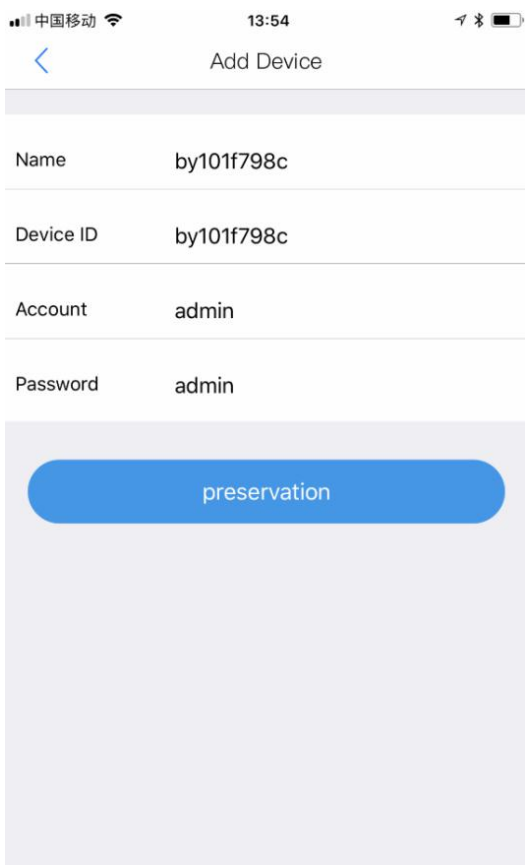 中国移动 13:54
Add Device
Name by101f798c
Device ID by101f798c
Account admin
Password admin
preservation